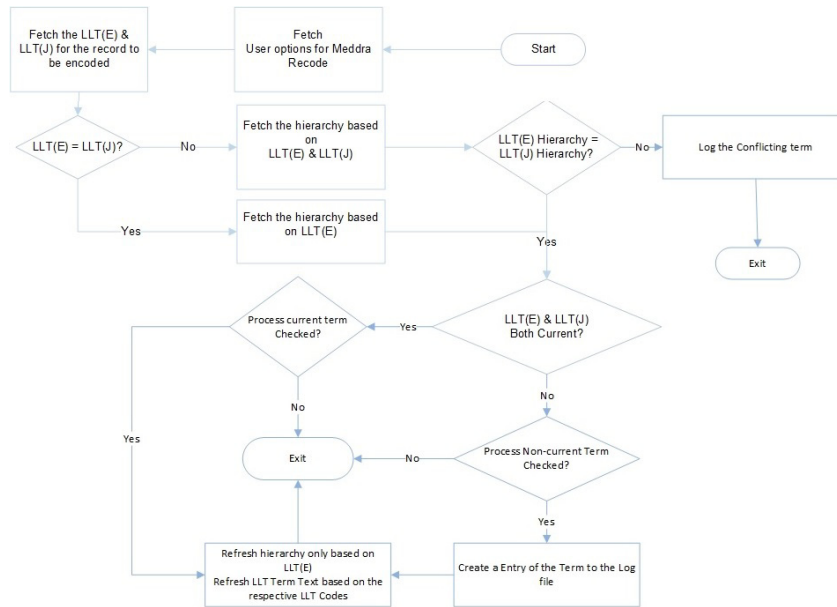 Start
Fetch
User options for Meddra
Recode
Fetch the LLT(E) &
LLT(J) for the record to
be encoded
LLT(E) = LLT(J)?
No
Fetch the hierarchy based
on
LLT(E) & LLT(J)
LLT(E) Hierarchy =
LLT(J) Hierarchy?
No
Log the Conflicting term
Exit
Yes
Fetch the hierarchy based
on LLT(E)
Yes
LLT(E) & LLT(J)
Both Current?
Yes
Process current term
Checked?
No
Yes
No
Process Non-current Term
Checked?
No
Exit
Yes
Create a Entry of the Term to the Log
file
Refresh hierarchy only based on
LLT(E)
Refresh LLT Term Text based on the
respective LLT Codes